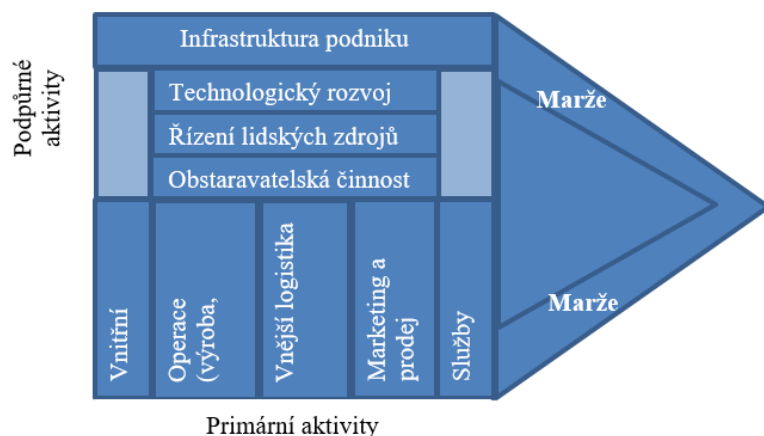 Infrastruktura podniku
Podpůrné
aktivity
Technologický rozvoj
Řízení lidských zdrojů
Obstaravatelská činnost
Marže
Marže
Vnitřní
Operace
(výroba,
Vnější logistika
Marketing a
prodej
Služby
Primární aktivity